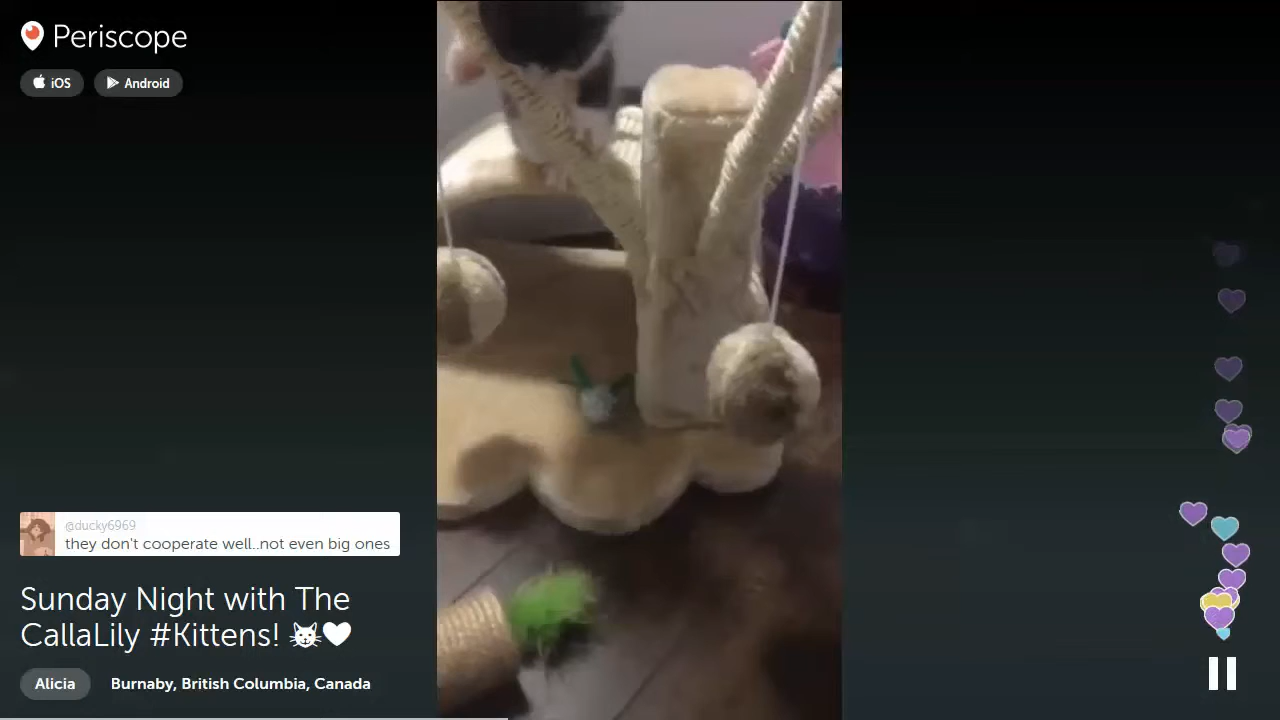 Periscope
iOS
Android
@ducky6969
they don't cooperate well..not even big ones
Sunday Night with The
CallaLily #Kittens! 😺🤍
Alicia
Burnaby, British Columbia, Canada